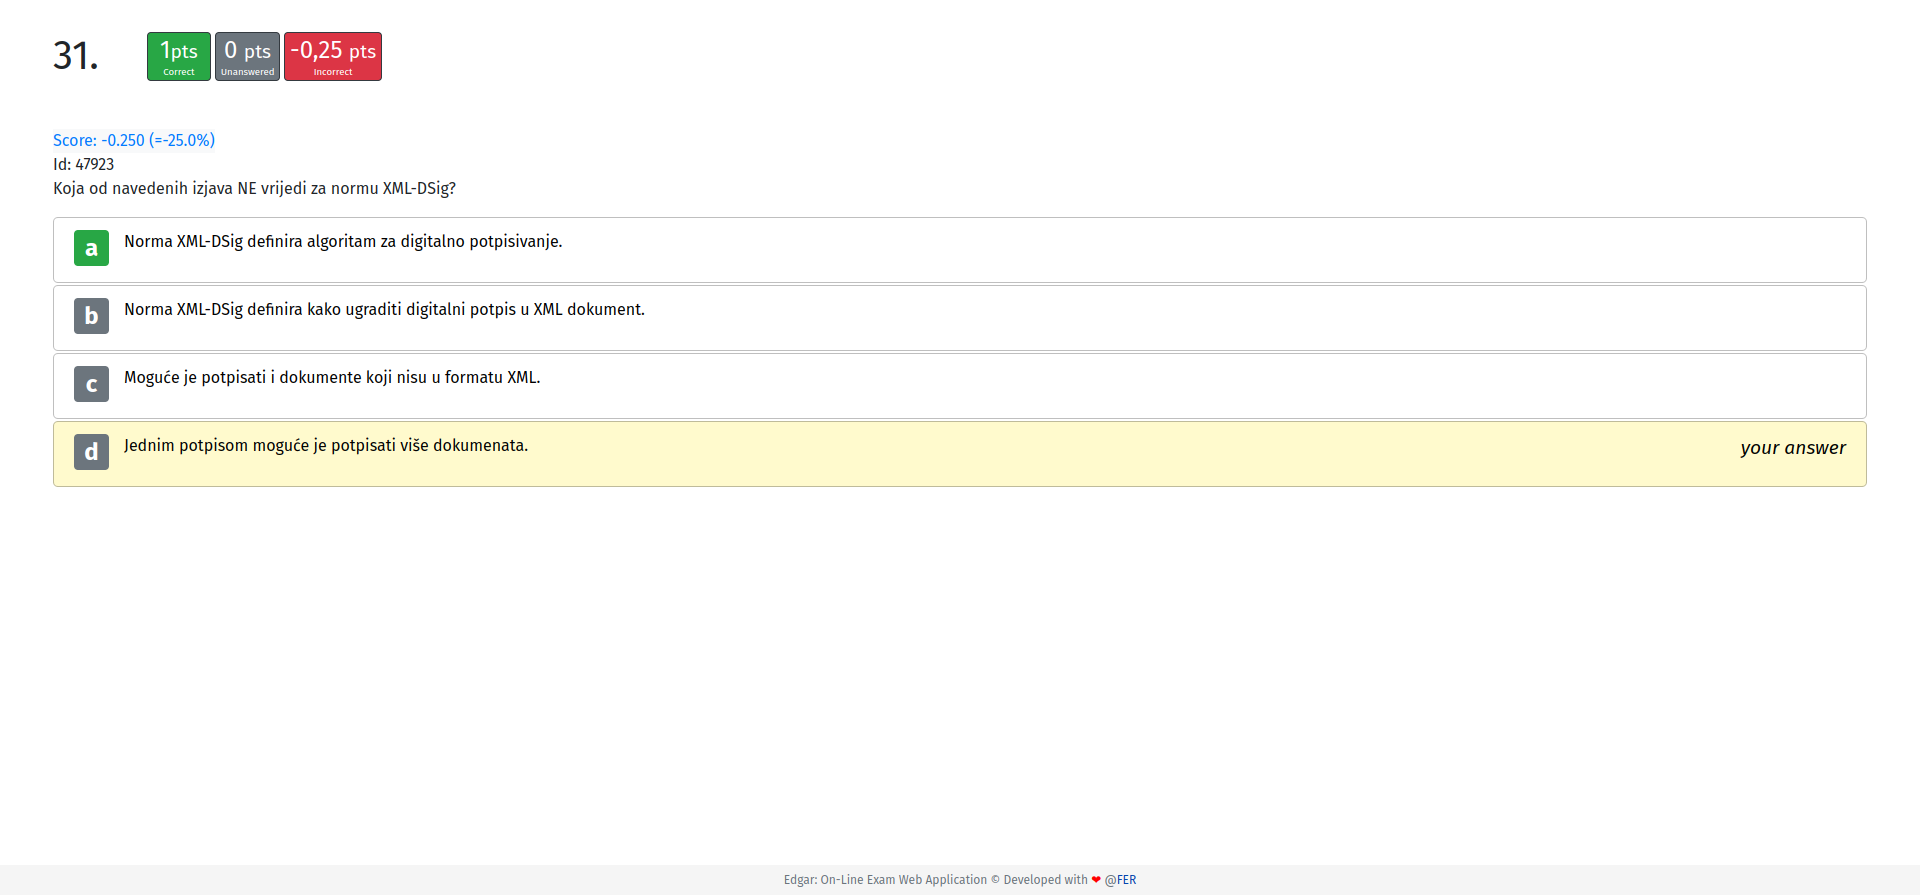 31.
1pts
Correct
0 pts
Unanswered
-0,25 pts
Incorrect
Score: -0.250 (=-25.0%)
Id: 47923
Koja od navedenih izjava NE vrijedi za normu XML-DSig?
a Norma XML-DSig definira algoritam za digitalno potpisivanje.
b Norma XML-DSig definira kako ugraditi digitalni potpis u XML dokument.
c Moguće je potpisati i dokumente koji nisu u formatu XML.
d Jednim potpisom moguće je potpisati više dokumenata. your answer
Edgar: On-Line Exam Web Application © Developed with ❤ @FER